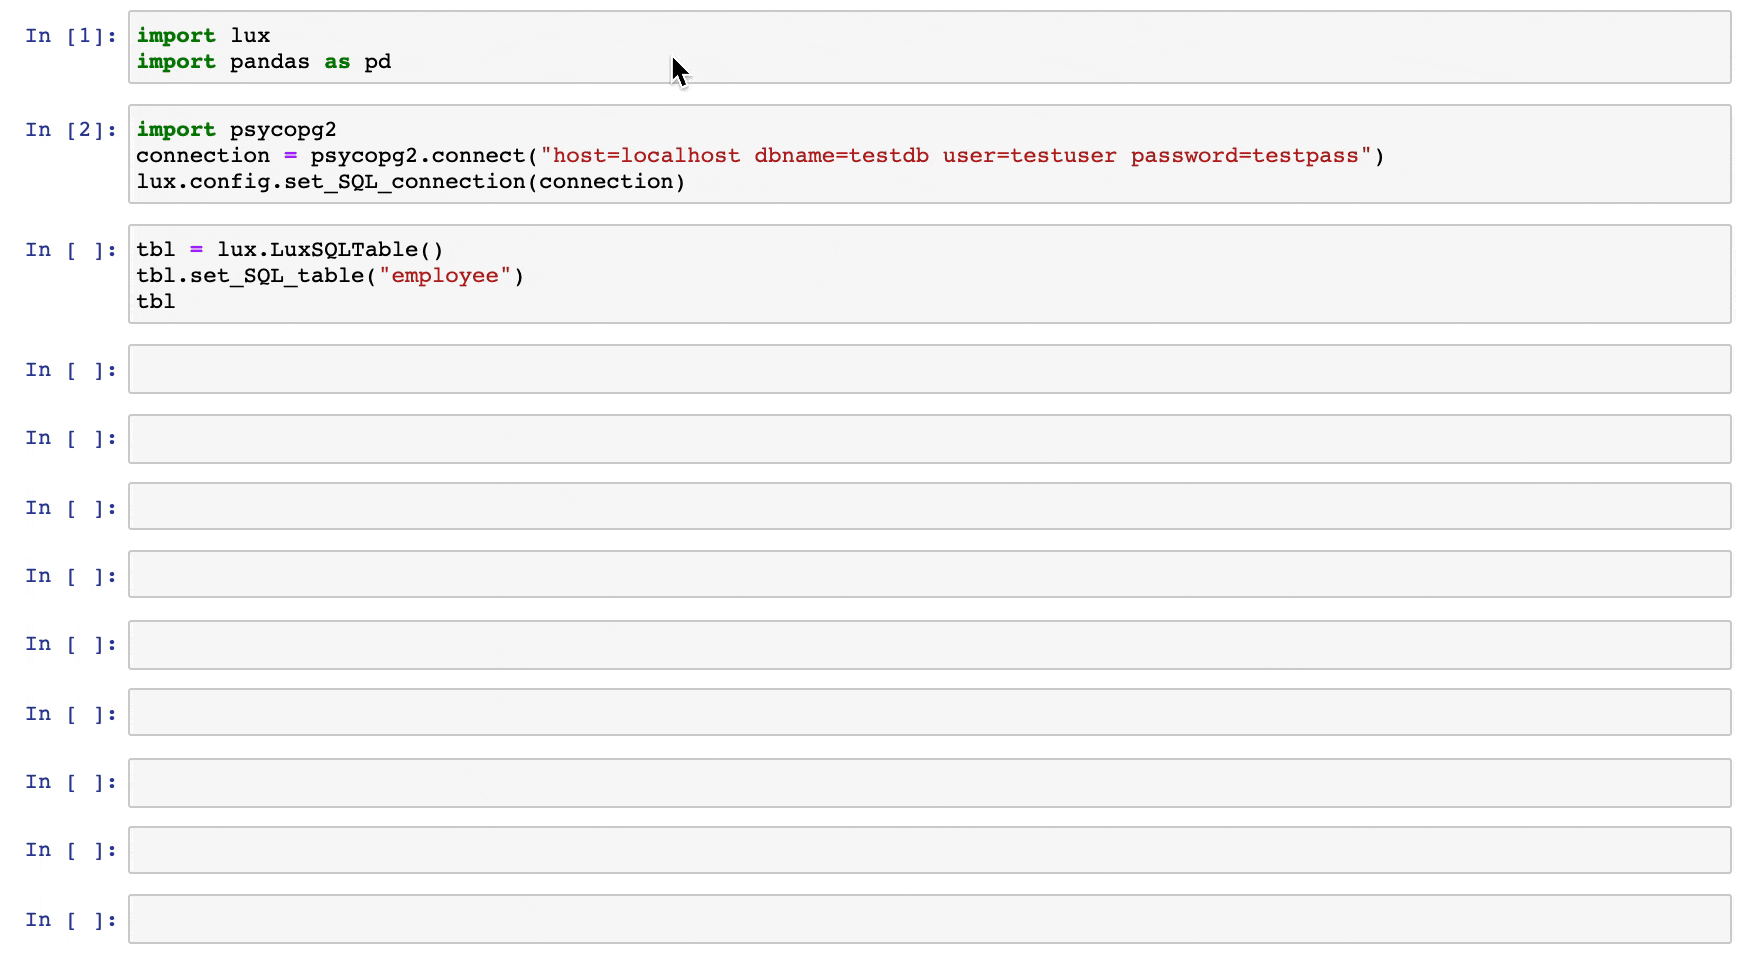 In [1]: import lux
import pandas as pd
In [2]: import psycopg2
connection = psycopg2.connect("host=localhost dbname=testdb user=testuser password=testpass")
lux.config.set_SQL_connection(connection)
In [ ]: tbl = lux.LuxSQLTable()
tbl.set_SQL_table("employee")
tbl
In [ ]:
In [ ]:
In [ ]:
In [ ]:
In [ ]:
In [ ]:
In [ ]:
In [ ]:
In [ ]: